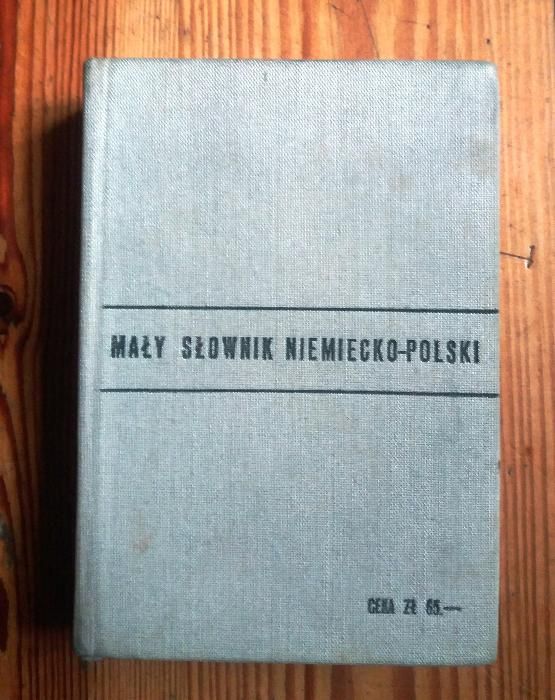 MAŁY SŁOWNIK NIEMIECKO-POLSKI
CENA ZŁ 65.—